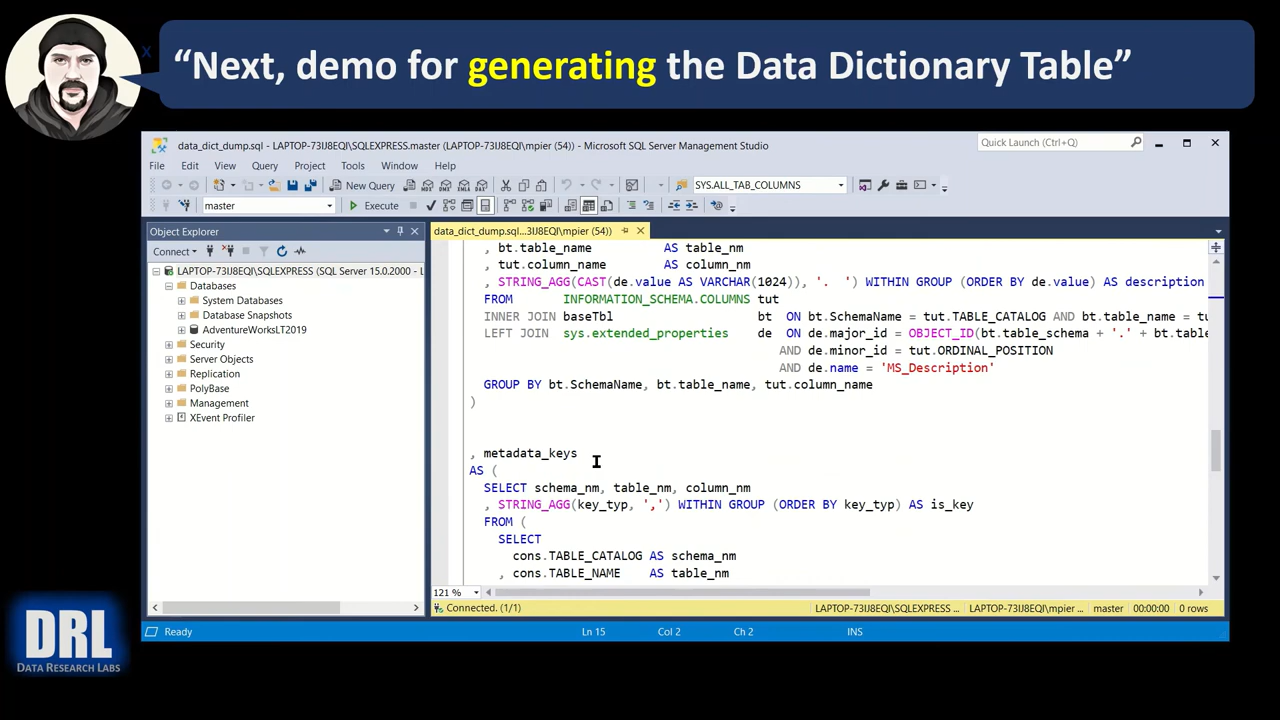 “Next, demo for generating the Data Dictionary Table”
x
data_dict_dump.sql - LAPTOP-73IJ8EQI\SQLEXPRESS.master (LAPTOP-73IJ8EQI\mpier (54)) - Microsoft SQL Server Management Studio
Quick Launch (Ctrl+Q)
File Edit View Query Project Tools Window Help
New Query
SYS.ALL_TAB_COLUMNS
master
Execute
Object Explorer
Connect
LAPTOP-73IJ8EQI\SQLEXPRESS (SQL Server 15.0.2000 -
Databases
System Databases
Database Snapshots
AdventureWorksLT2019
Security
Server Objects
Replication
PolyBase
Management
XEvent Profiler
data_dict_dump.sql...3IJ8EQI\mpier (54))
, bt.table_name AS table_nm
, tut.column_name AS column_nm
, STRING_AGG(CAST(de.value AS VARCHAR(1024)), '.  ') WITHIN GROUP (ORDER BY de.value) AS description
FROM INFORMATION_SCHEMA.COLUMNS tut
INNER JOIN baseTbl bt ON bt.SchemaName = tut.TABLE_CATALOG AND bt.table_name = tu
LEFT JOIN sys.extended_properties de ON de.major_id = OBJECT_ID(bt.table_schema + '.' + bt.table
AND de.minor_id = tut.ORDINAL_POSITION
AND de.name = 'MS_Description'
GROUP BY bt.SchemaName, bt.table_name, tut.column_name
)
, metadata_keys
AS (
SELECT schema_nm, table_nm, column_nm
, STRING_AGG(key_typ, ',') WITHIN GROUP (ORDER BY key_typ) AS is_key
FROM (
SELECT
cons.TABLE_CATALOG AS schema_nm
, cons.TABLE_NAME AS table_nm
121 %
Connected. (1/1)
LAPTOP-73IJ8EQI\SQLEXPRESS ... LAPTOP-73IJ8EQI\mpier ... master 00:00:00 0 rows
Ready
Ln 15 Col 2 Ch 2 INS
DRL
DATA RESEARCH LABS